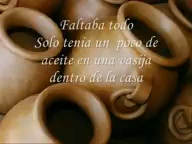 Faltaba todo
Solo tenía un poco de
aceite en una vasija
dentro de la casa